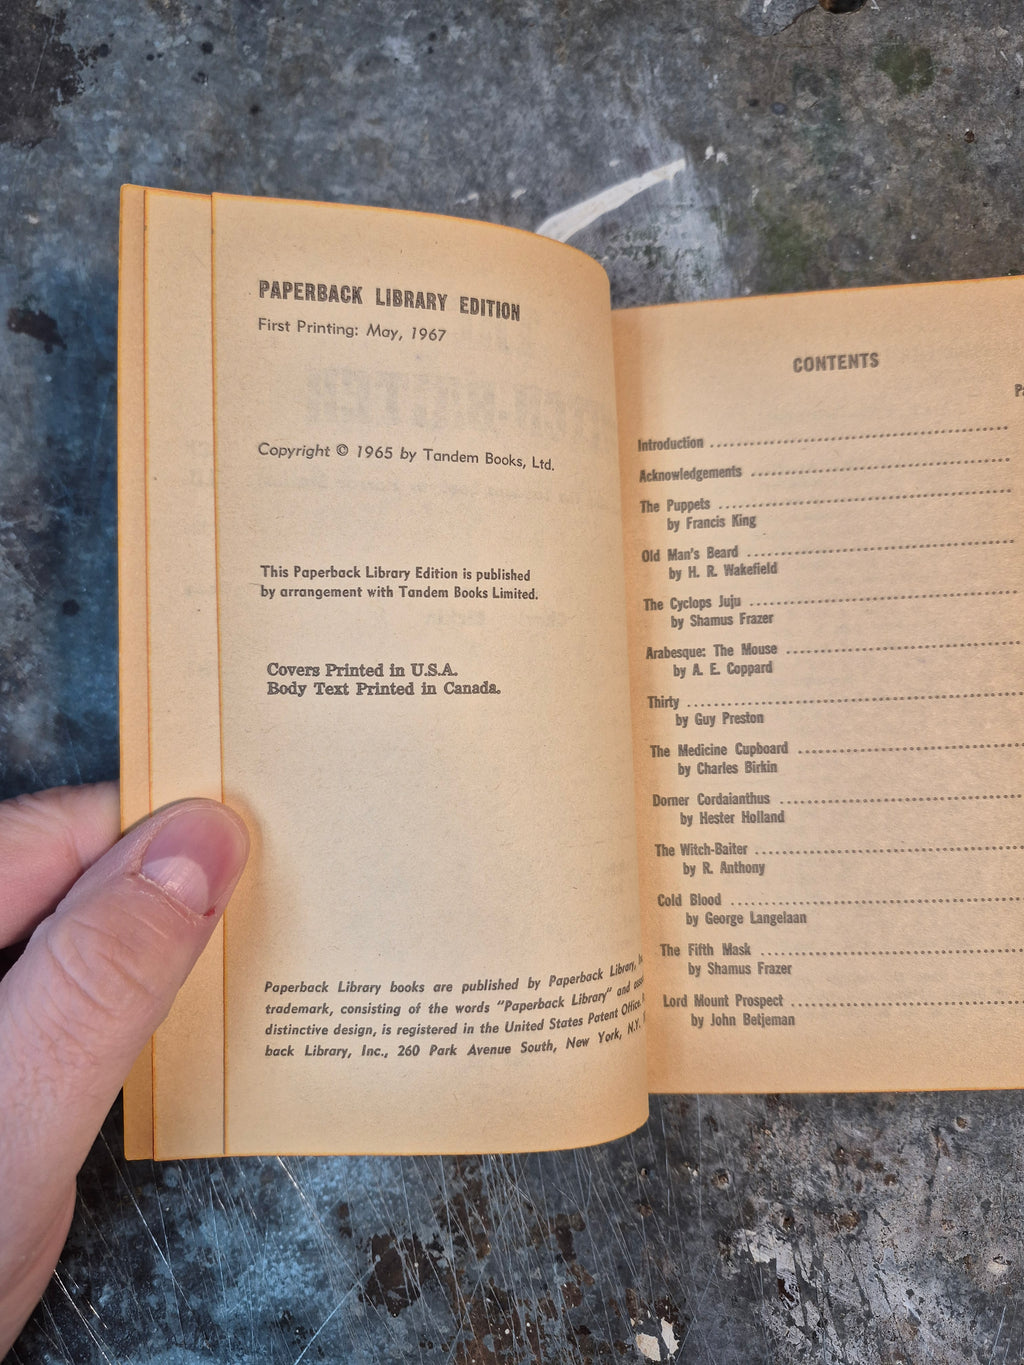 PAPERBACK LIBRARY EDITION
First Printing: May, 1967
Copyright © 1965 by Tandem Books, Ltd.
This Paperback Library Edition is published
by arrangement with Tandem Books Limited.
Covers Printed in U.S.A.
Body Text Printed in Canada.
Paperback Library books are published by Paperback Library,
trademark, consisting of the words "Paperback Library" and
distinctive design, is registered in the United States Patent Office.
back Library, Inc., 260 Park Avenue South, New York, N.Y.
CONTENTS
Introduction
Acknowledgements
The Puppets
by Francis King
Old Man's Beard
by H. R. Wakefield
The Cyclops Juju
by Shamus Frazer
Arabesque: The Mouse
by A. E. Coppard
Thirty
by Guy Preston
The Medicine Cupboard
by Charles Birkin
Dorner Cordaianthus
by Hester Holland
The Witch-Baiter
by R. Anthony
Cold Blood
by George Langelaan
The Fifth Mask
by Shamus Frazer
Lord Mount Prospect
by John Betjeman